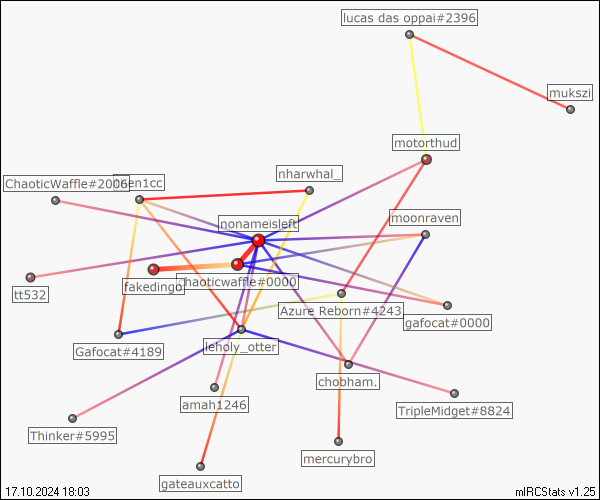 lucas das oppai#2396
mukszi
motorthud
nharwhal_
ChaoticWaffle#2006
en1cc
nonameisleft
moonraven
chaoticwaffle#0000
fakedingo
tt532
Azure Reborn#4243
gafocat#0000
Gafocat#4189
leholy_otter
chobham.
amah1246
TripleMidget#8824
Thinker#5995
mercurybro
gateauxcatto
17.10.2024 18:03
mIRCStats v1.25